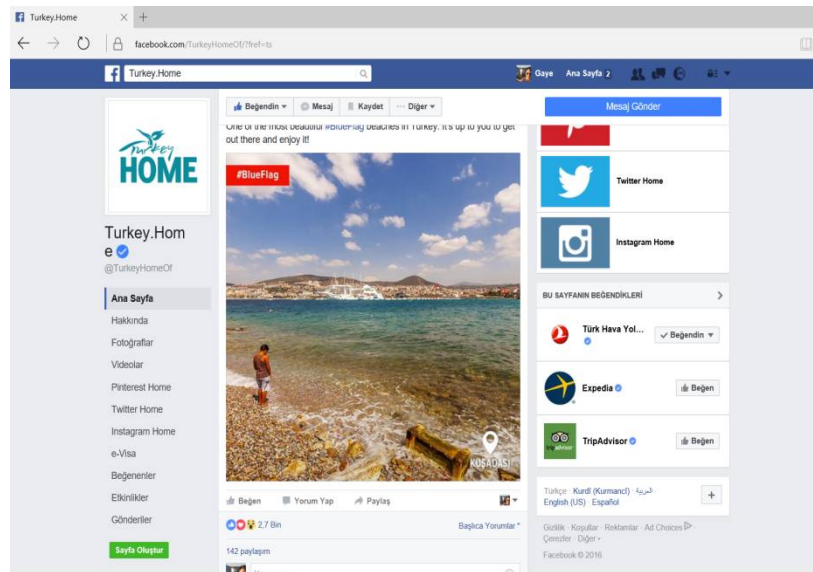 Turkey.Home
facebook.com/TurkeyHomeOf/?fref=ts
Turkey.Home
Gaye Ana Sayfa 2
Turkey
HOME
Turkey.Hom
e
@TurkeyHomeOf
Ana Sayfa
Hakkında
Fotoğraflar
Videolar
Pinterest Home
Twitter Home
Instagram Home
e-Visa
Beğenenler
Etkinlikler
Gönderiler
Sayfa Oluştur
Beğendin Mesaj Kaydet Diğer
One of the most beautiful #BlueFlag beaches in Turkey. It's up to you to get
out there and enjoy it!
#BlueFlag
KUŞADASI
Beğen Yorum Yap Paylaş
2,7 Bin Başlıca Yorumlar
142 paylaşım
Mesaj Gönder
Twitter Home
Instagram Home
BU SAYFANIN BEĞENDİKLERİ
Türk Hava Yol... Beğendin
Expedia Beğen
TripAdvisor Beğen
Türkçe · Kurdî (Kurmancî) · العربية ·
English (US) · Español
Gizlilik · Koşullar · Reklamlar · Ad Choices ·
Çerezler · Diğer
Facebook © 2016